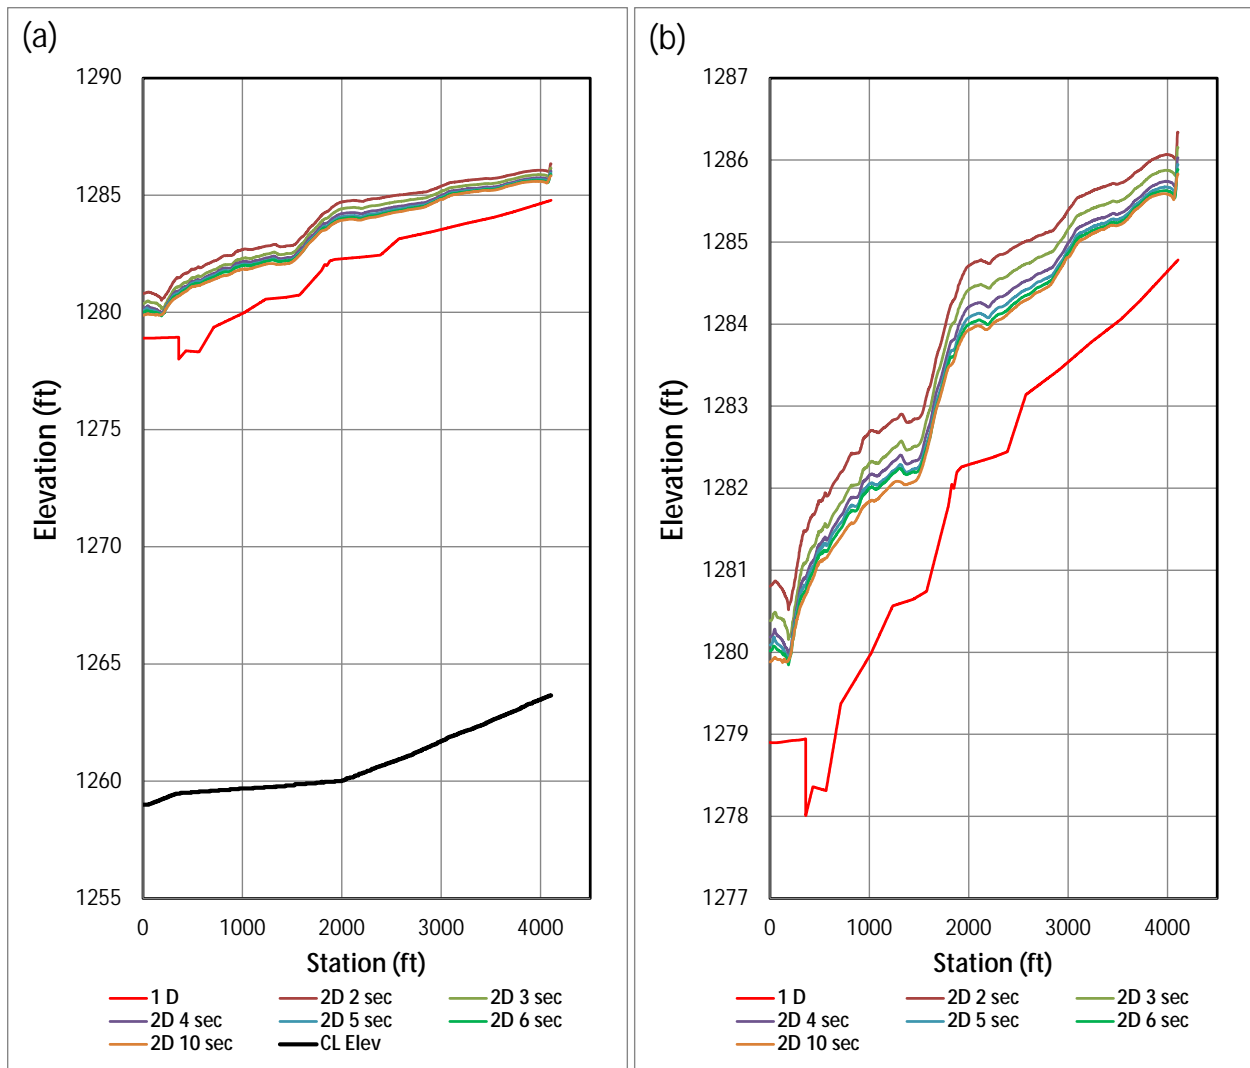 (a)
1290
1285
1280
1275
1270
1265
1260
1255
Elevation (ft)
0 1000 2000 3000 4000
Station (ft)
1 D 2D 2 sec 2D 3 sec
2D 4 sec 2D 5 sec 2D 6 sec
2D 10 sec CL Elev
(b)
1287
1286
1285
1284
1283
1282
1281
1280
1279
1278
1277
Elevation (ft)
0 1000 2000 3000 4000
Station (ft)
1 D 2D 2 sec 2D 3 sec
2D 4 sec 2D 5 sec 2D 6 sec
2D 10 sec